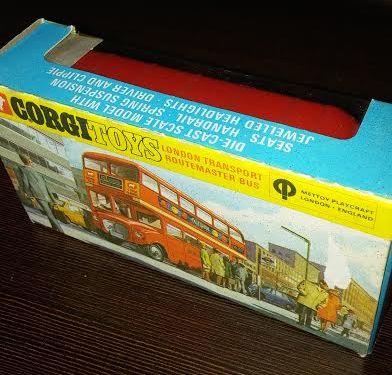 DIE-CAST SCALE MODEL WITH
SEATS · HANDRAIL · SPRING SUSPENSION
JEWELLED HEADLIGHTS · DRIVER AND CLIPPIE
CORGI TOYS
LONDON TRANSPORT
ROUTEMASTER BUS
METTOY PLAYCRAFT
LONDON · ENGLAND